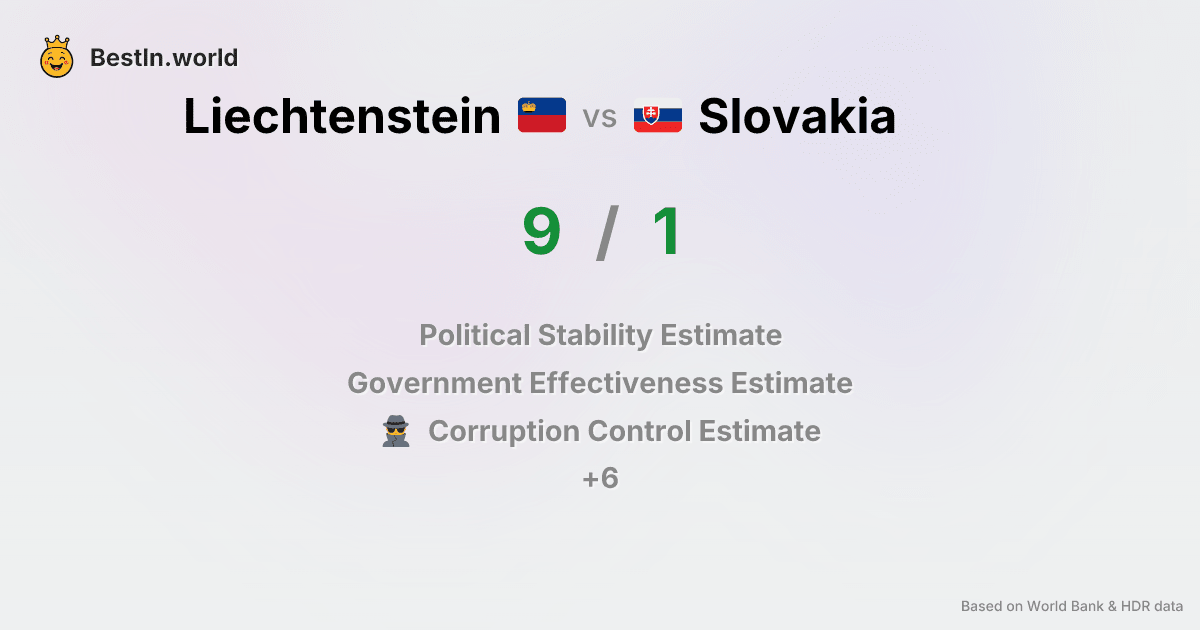 BestIn.world
Liechtenstein vs Slovakia
9 / 1
Political Stability Estimate
Government Effectiveness Estimate
Corruption Control Estimate
+6
Based on World Bank & HDR data